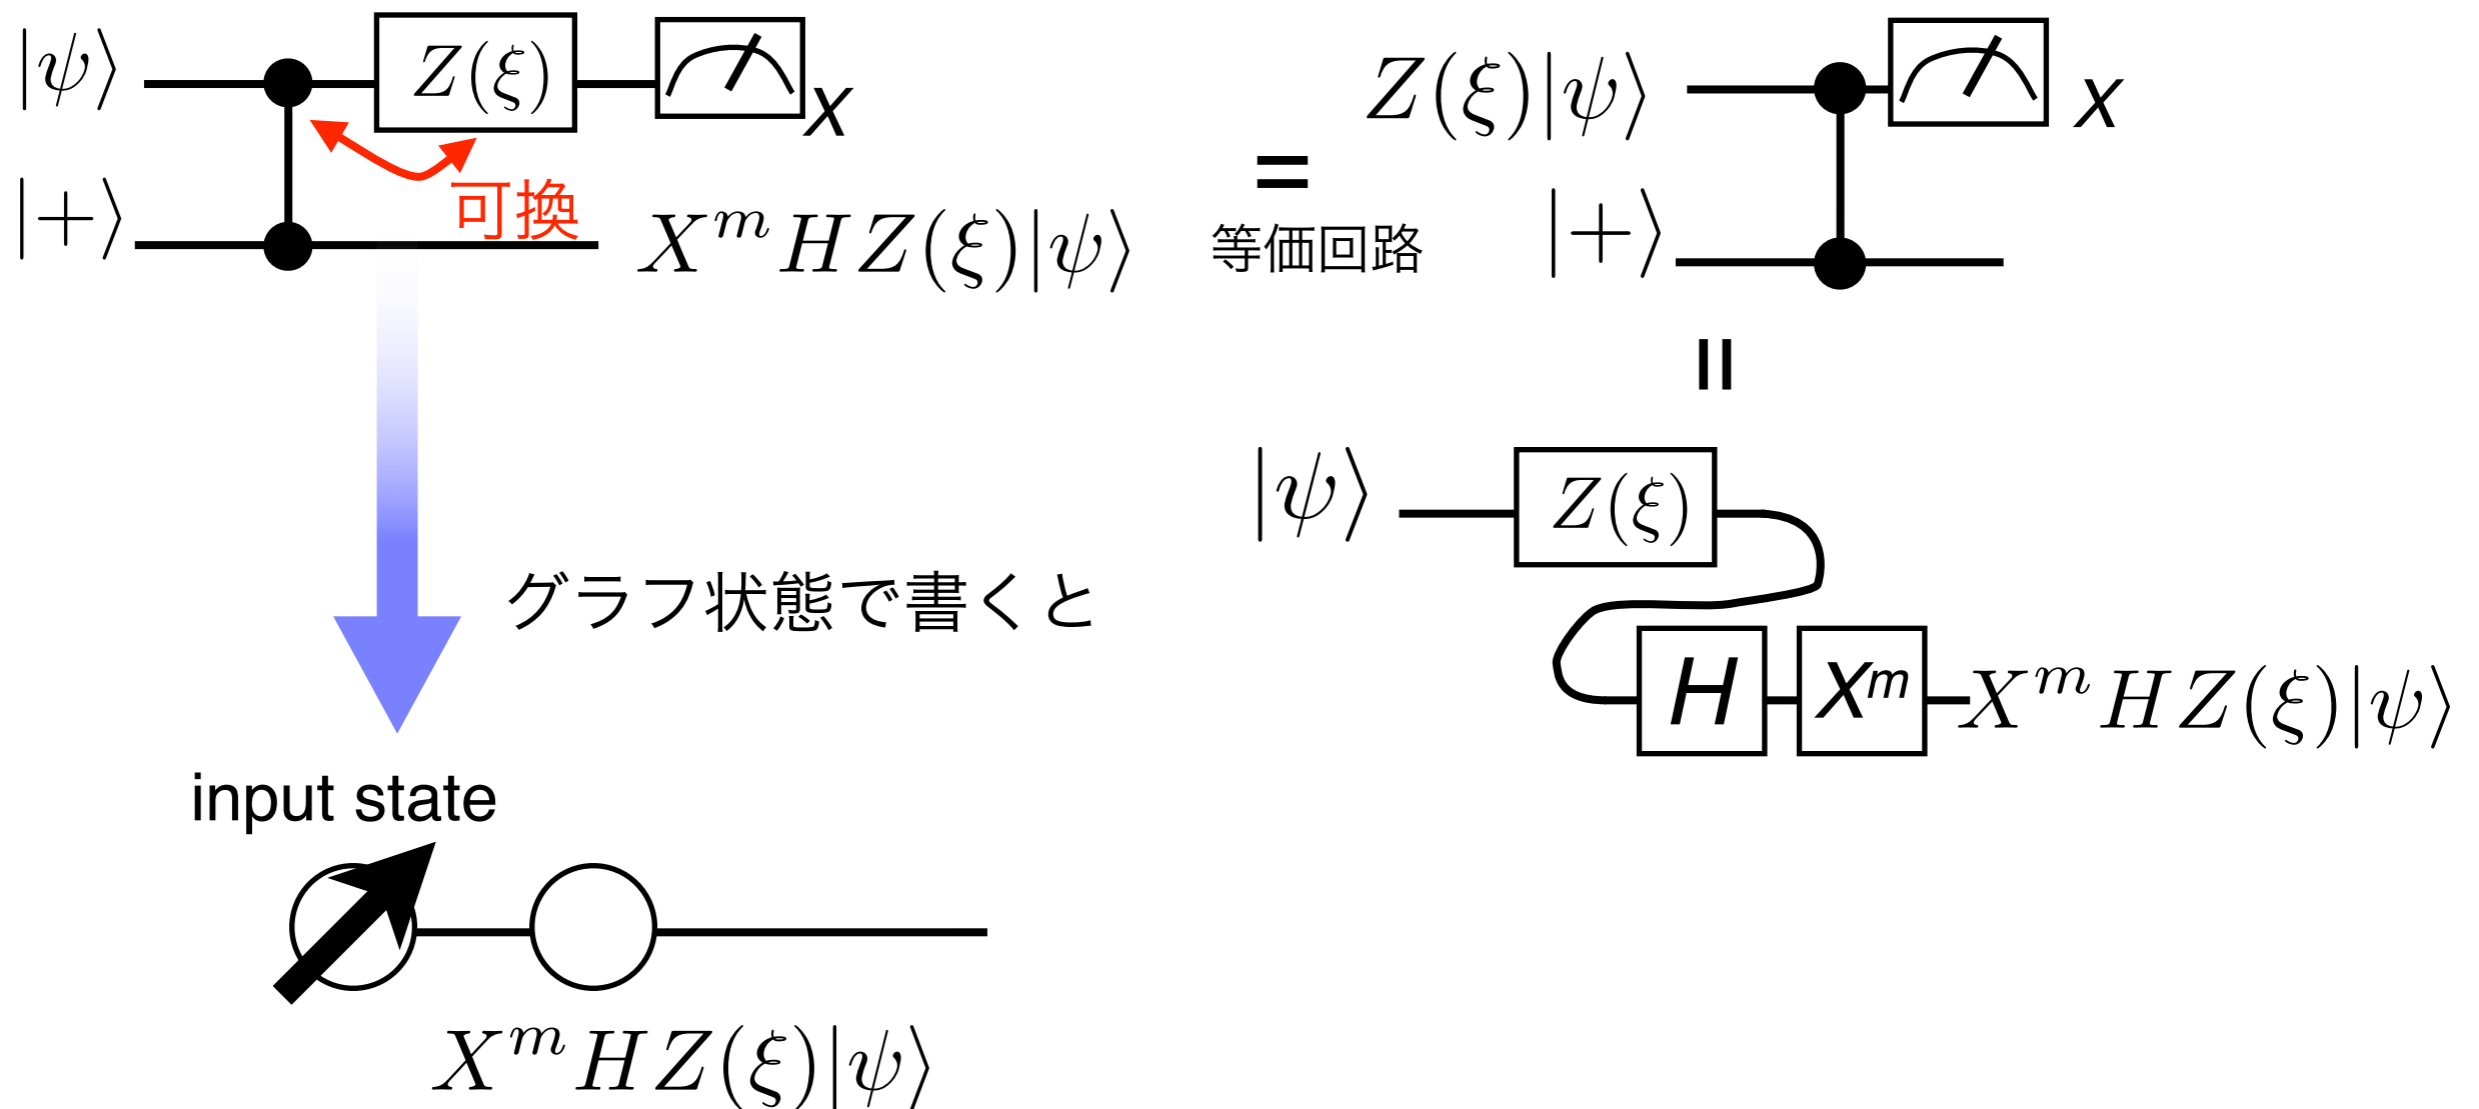 |ψ⟩
Z(ξ)
X
|+⟩
可換
X^m HZ(ξ)|ψ⟩
=
等価回路
Z(ξ)|ψ⟩
X
|+⟩
=
|ψ⟩
Z(ξ)
H
X^m
X^m HZ(ξ)|ψ⟩
グラフ状態で書くと
input state
X^m HZ(ξ)|ψ⟩